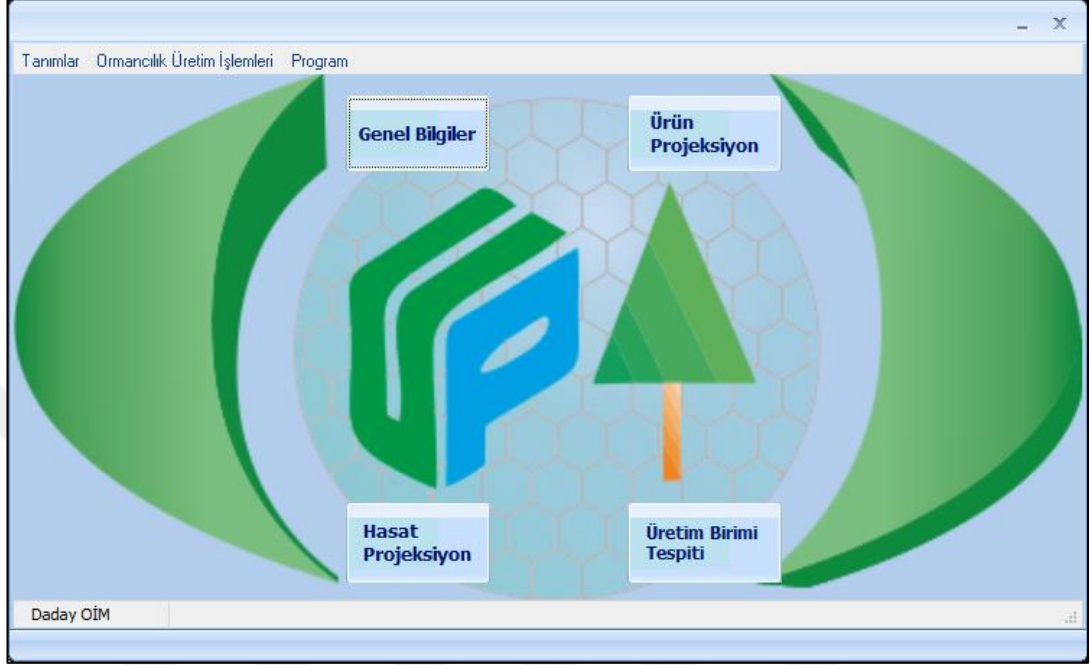 Tanımlar Ormancılık Üretim İşlemleri Program
Genel Bilgiler
Ürün
Projeksiyon
P
Hasat
Projeksiyon
Üretim Birimi
Tespiti
Daday OİM